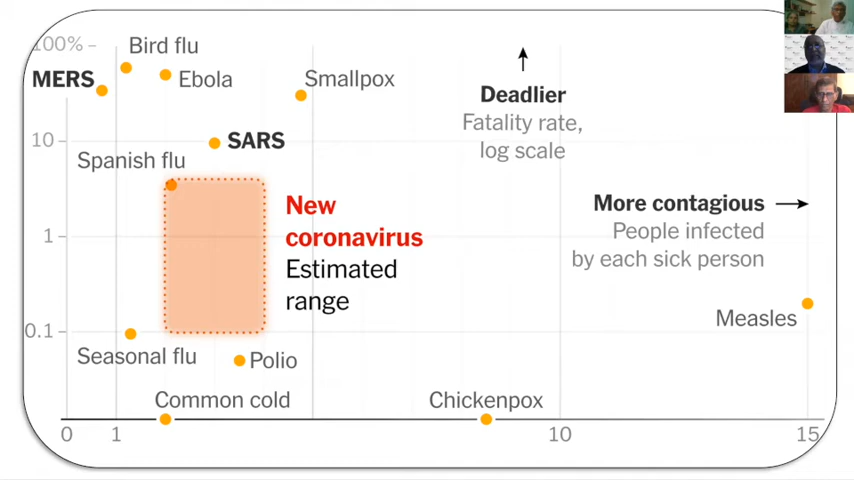 100%
Bird flu
MERS
Ebola
Smallpox
Deadlier
Fatality rate,
log scale
10
SARS
Spanish flu
New
coronavirus
Estimated
range
More contagious
People infected
by each sick person
1
0.1
Measles
Seasonal flu
Polio
Common cold
Chickenpox
0
1
10
15